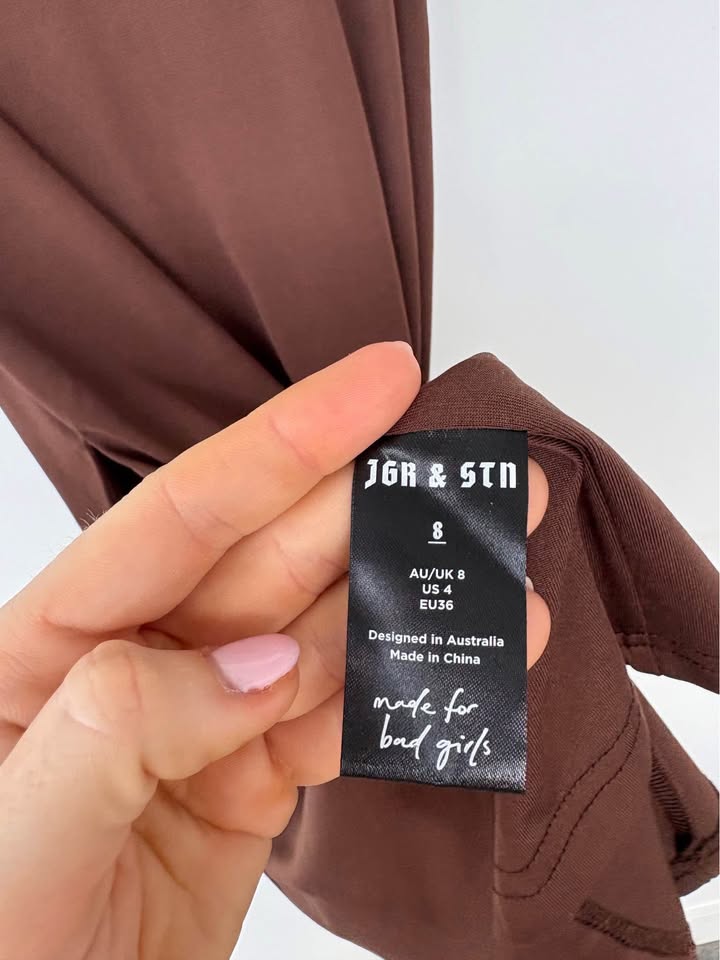 JGR & STN
8
AU/UK 8
US 4
EU36
Designed in Australia
Made in China
made for
bad girls